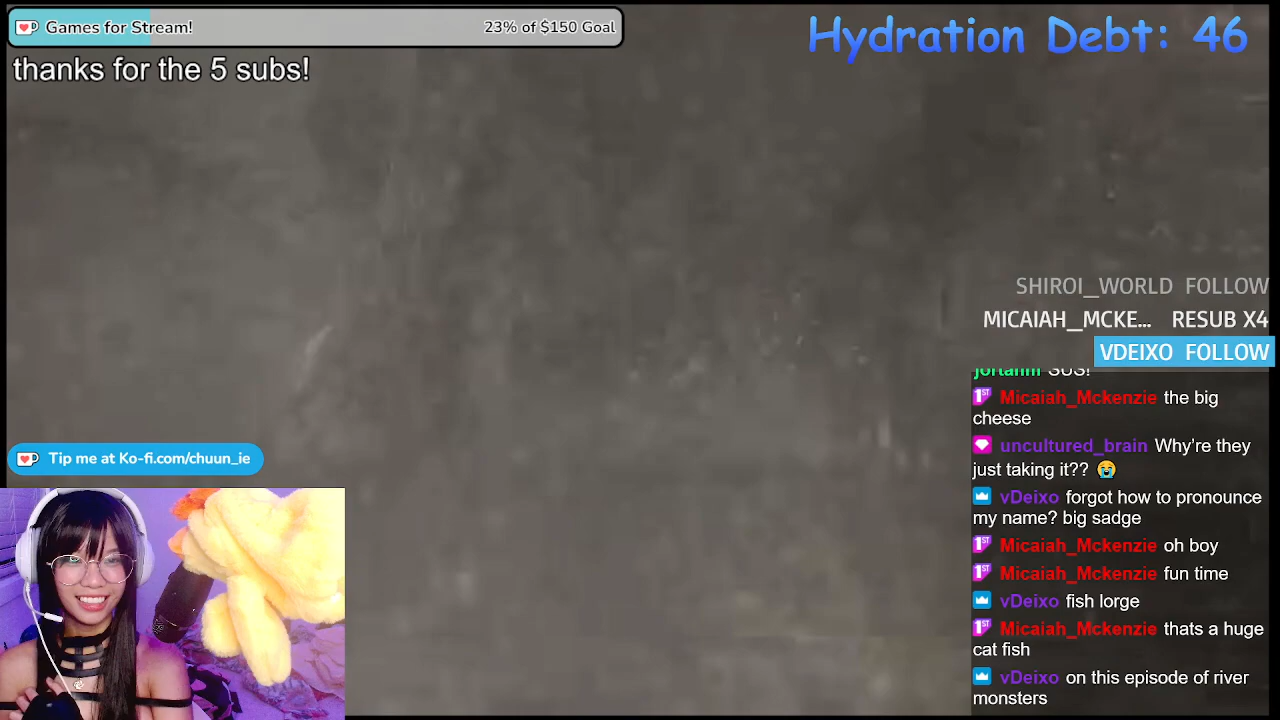 Games for Stream! 23% of $150 Goal
Hydration Debt: 46
thanks for the 5 subs!
SHIROI_WORLD FOLLOW
MICAIAH_MCKE... RESUB X4
VDEIXO FOLLOW
jortanm SUS!
Micaiah_Mckenzie the big
cheese
uncultured_brain Why're they
just taking it??
vDeixo forgot how to pronounce
my name? big sadge
Micaiah_Mckenzie oh boy
Micaiah_Mckenzie fun time
vDeixo fish lorge
Micaiah_Mckenzie thats a huge
cat fish
vDeixo on this episode of river
monsters
Tip me at Ko-fi.com/chuun_ie